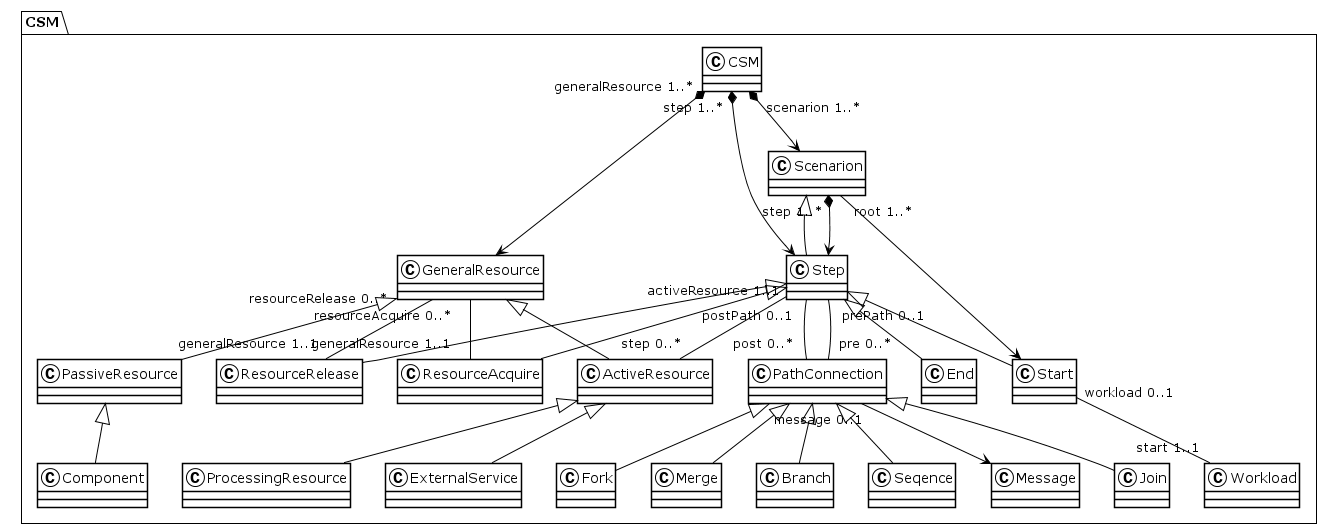 CSM
C CSM
generalResource 1..*
step 1..*
scenarion 1..*
C Scenarion
step 1..*
root 1..*
C GeneralResource
C Step
resourceRelease 0..*
activeResource 1..1
resourceAcquire 0..*
postPath 0..1
prePath 0..1
generalResource 1..1
generalResource 1..1
step 0..*
post 0..*
pre 0..*
C PassiveResource
C ResourceRelease
C ResourceAcquire
C ActiveResource
C PathConnection
C End
C Start
workload 0..1
message 0..1
start 1..1
C Component
C ProcessingResource
C ExternalService
C Fork
C Merge
C Branch
C Seqence
C Message
C Join
C Workload